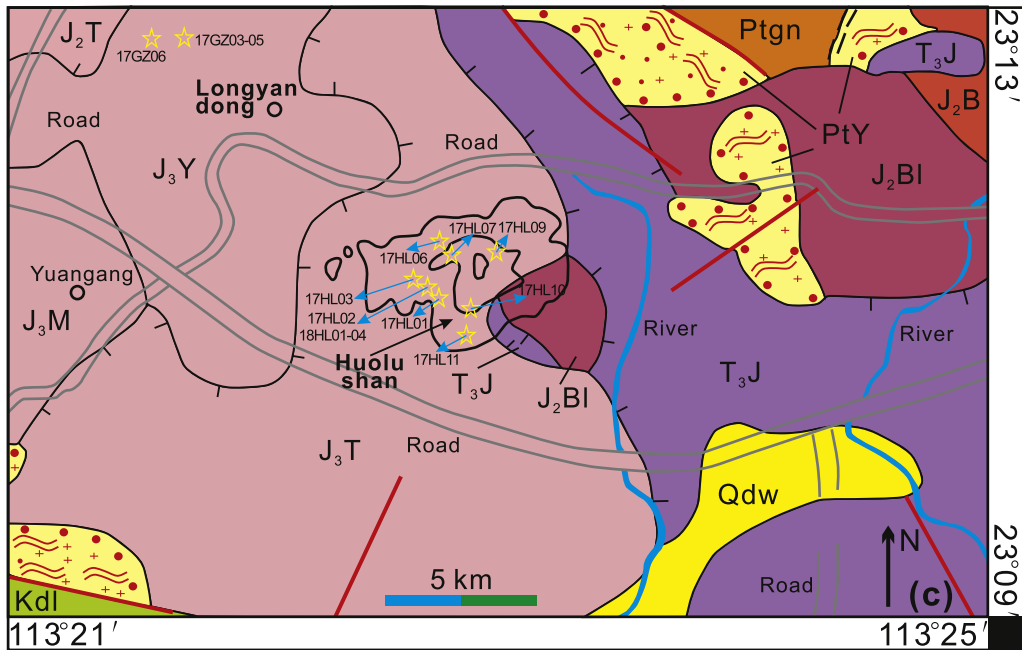 J₂T
17GZ06
17GZ03-05
Ptgn
T₃J
23°13′
Longyan
dong
J₂B
Road
Road
PtY
J₃Y
J₂Bl
17HL07
17HL09
17HL06
Yuangang
17HL03
17HL10
17HL02
18HL01-04
17HL01
J₃M
River
River
Huolu
shan
17HL11
T₃J
T₃J
J₂Bl
J₃T
Road
Qdw
N
5 km
Road
(c)
Kdl
23°09′
113°21′
113°25′